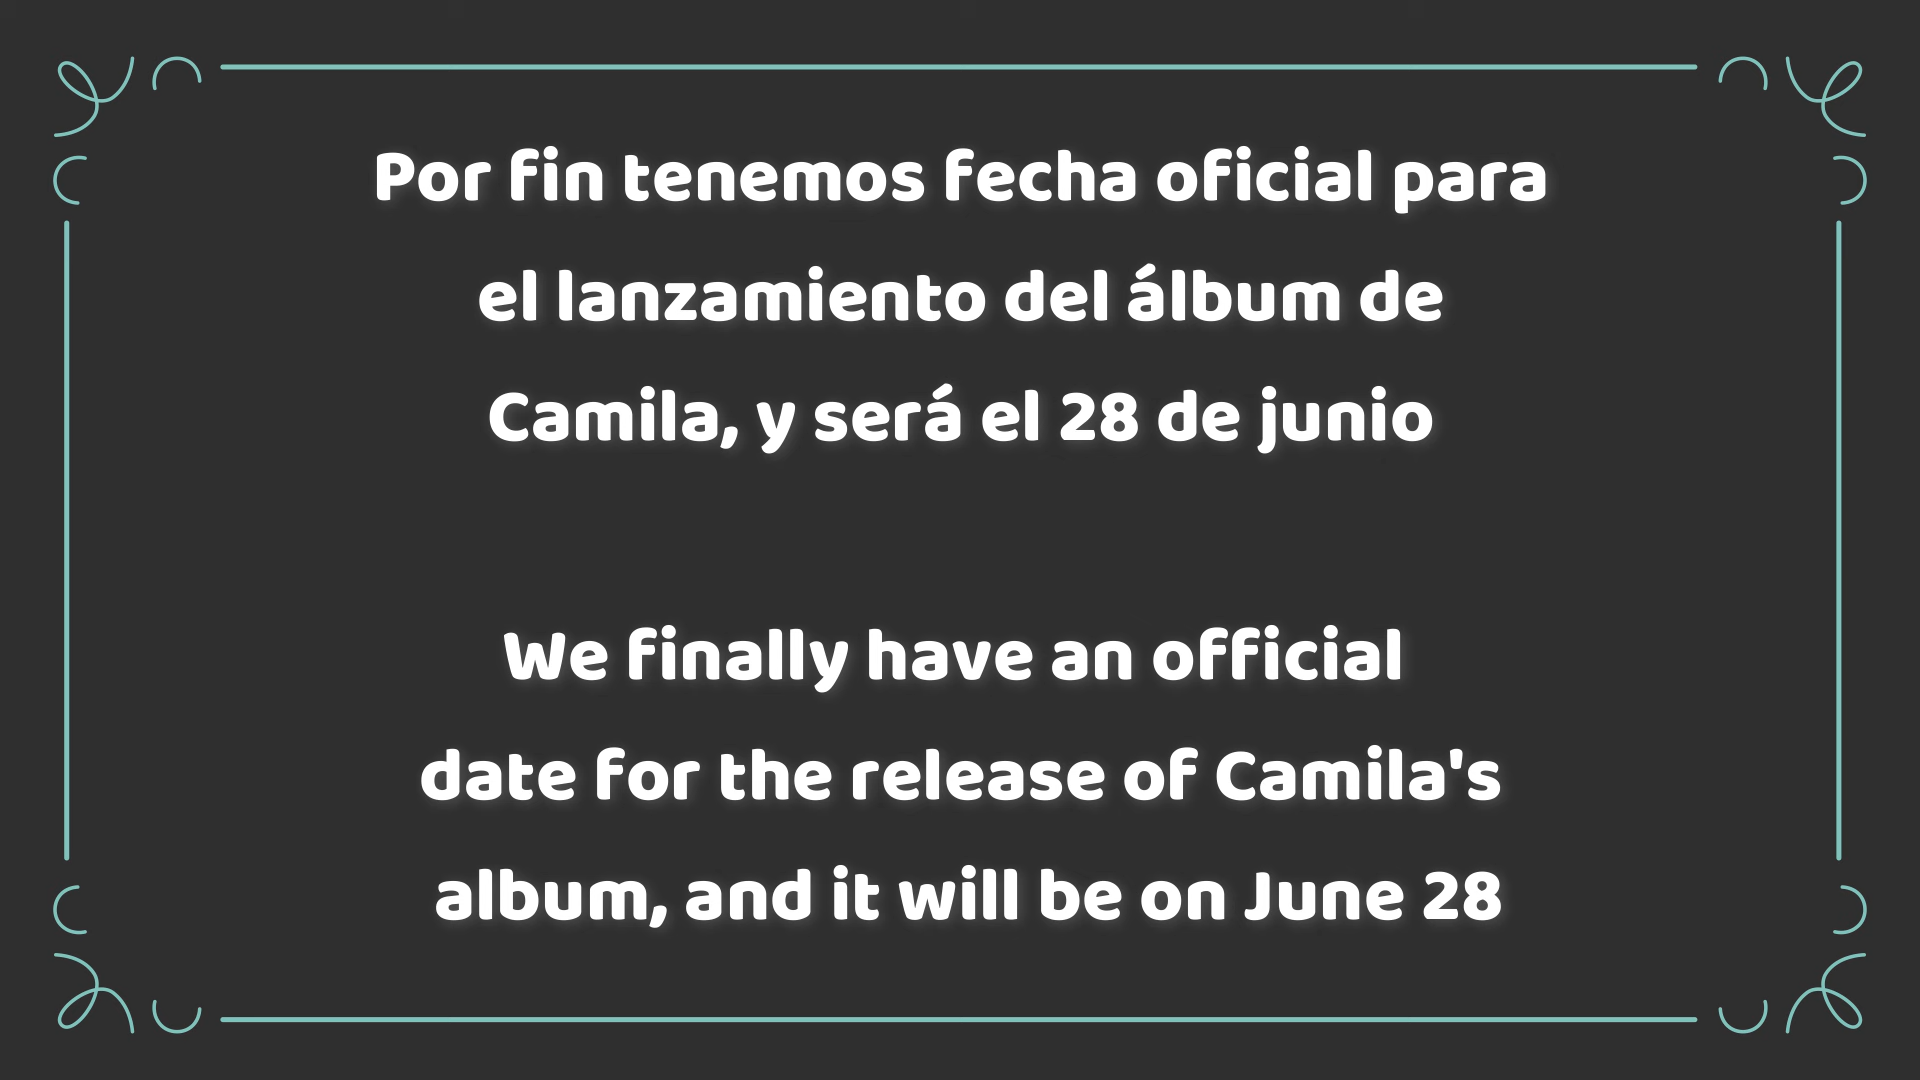 Por fin tenemos fecha oficial para
el lanzamiento del álbum de
Camila, y será el 28 de junio
We finally have an official
date for the release of Camila's
album, and it will be on June 28